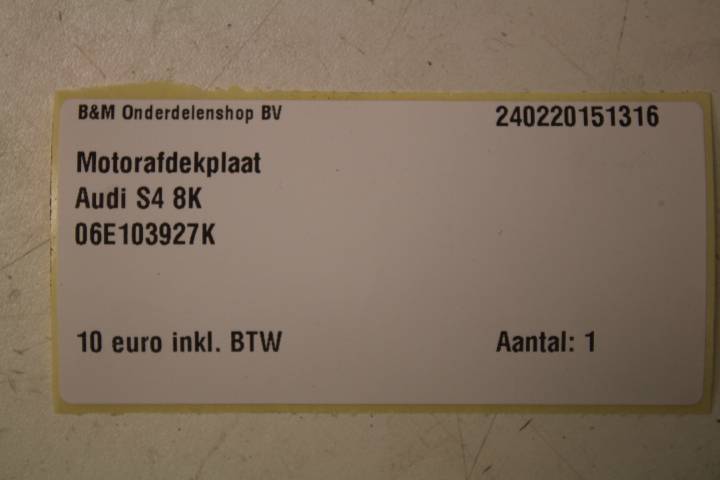 B&M Onderdelenshop BV 240220151316
Motorafdekplaat
Audi S4 8K
06E103927K
10 euro inkl. BTW Aantal: 1